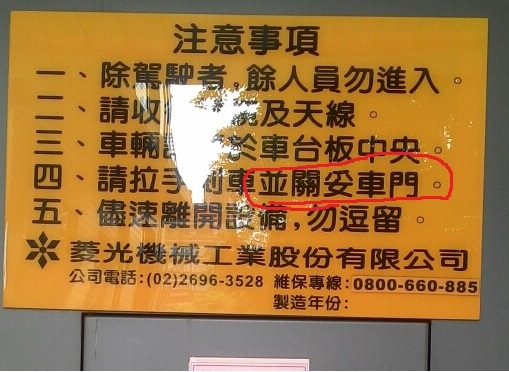 注意事項
一、除駕駛者,餘人員勿進入。
二、請收 及天線。
三、車輛 於車台板中央。
四、請拉手剎車並關妥車門。
五、儘速離開設備,勿逗留。
菱光機械工業股份有限公司
公司電話:(02)2696-3528 維保專線:0800-660-885
製造年份: